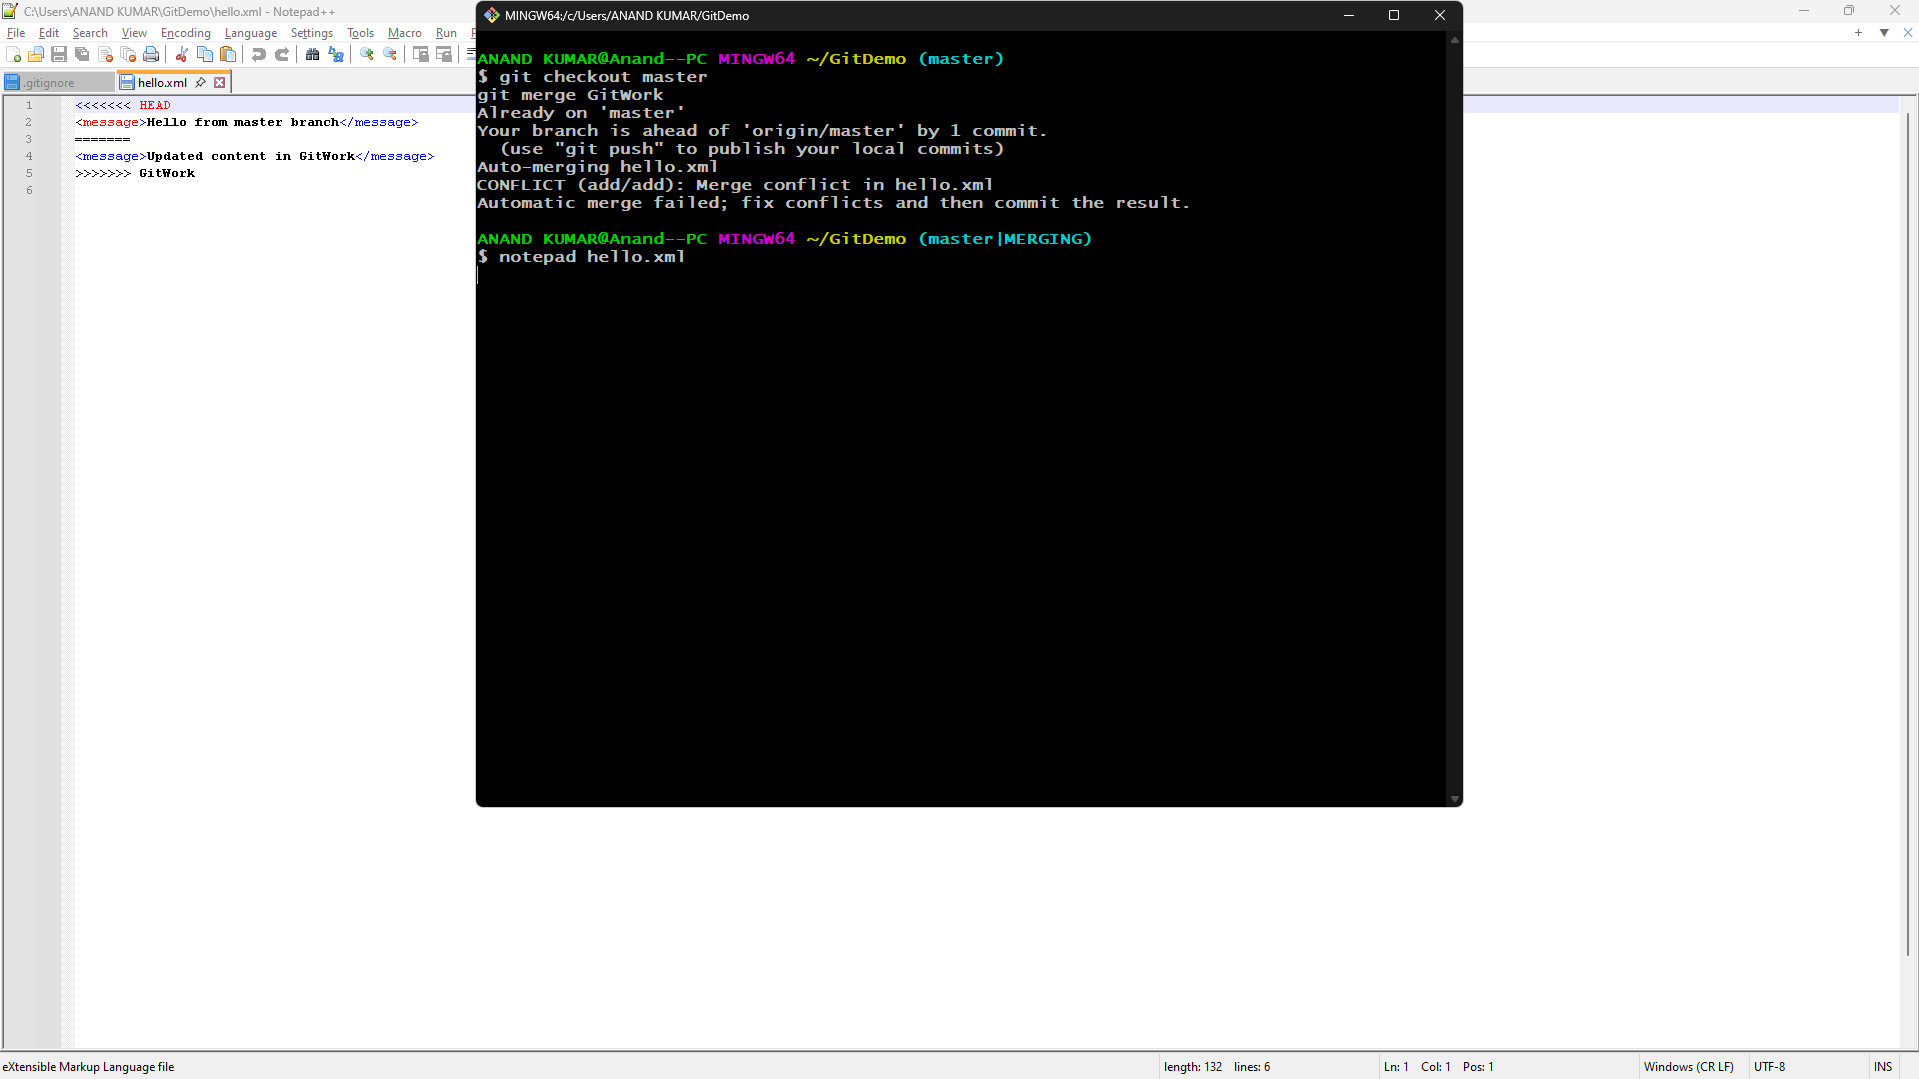 C:\Users\ANAND KUMAR\GitDemo\hello.xml - Notepad++
File Edit Search View Encoding Language Settings Tools Macro Run
.gitignore hello.xml
1 <<<<<<< HEAD
2 <message>Hello from master branch</message>
3 =======
4 <message>Updated content in GitWork</message>
5 >>>>>>> GitWork
6
MINGW64:/c/Users/ANAND KUMAR/GitDemo
ANAND KUMAR@Anand--PC MINGW64 ~/GitDemo (master)
$ git checkout master
git merge GitWork
Already on 'master'
Your branch is ahead of 'origin/master' by 1 commit.
(use "git push" to publish your local commits)
Auto-merging hello.xml
CONFLICT (add/add): Merge conflict in hello.xml
Automatic merge failed; fix conflicts and then commit the result.
ANAND KUMAR@Anand--PC MINGW64 ~/GitDemo (master|MERGING)
$ notepad hello.xml
eXtensible Markup Language file length: 132 lines: 6 Ln: 1 Col: 1 Pos: 1 Windows (CR LF) UTF-8 INS